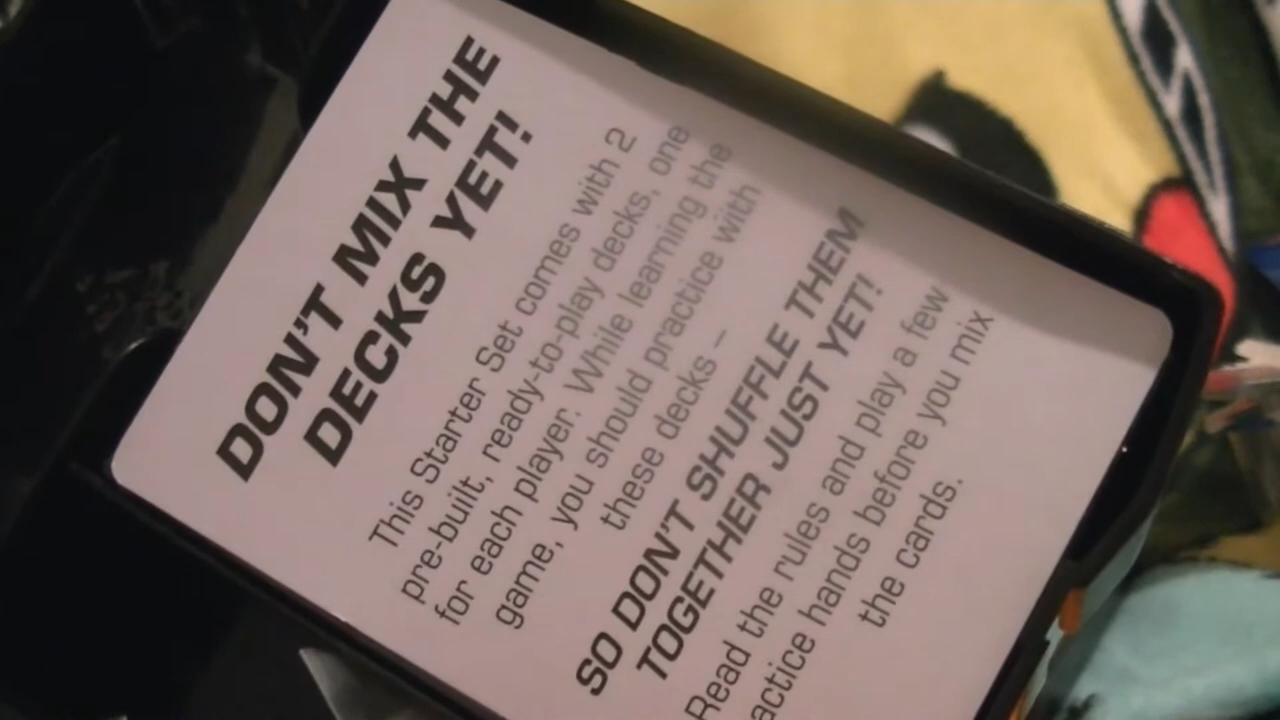 DON'T MIX THE
DECKS YET!
This Starter Set comes with 2
pre-built, ready-to-play decks, one
for each player. While learning the
game, you should practice with
these decks –
SO DON'T SHUFFLE THEM
TOGETHER JUST YET!
Read the rules and play a few
actice hands before you mix
the cards.